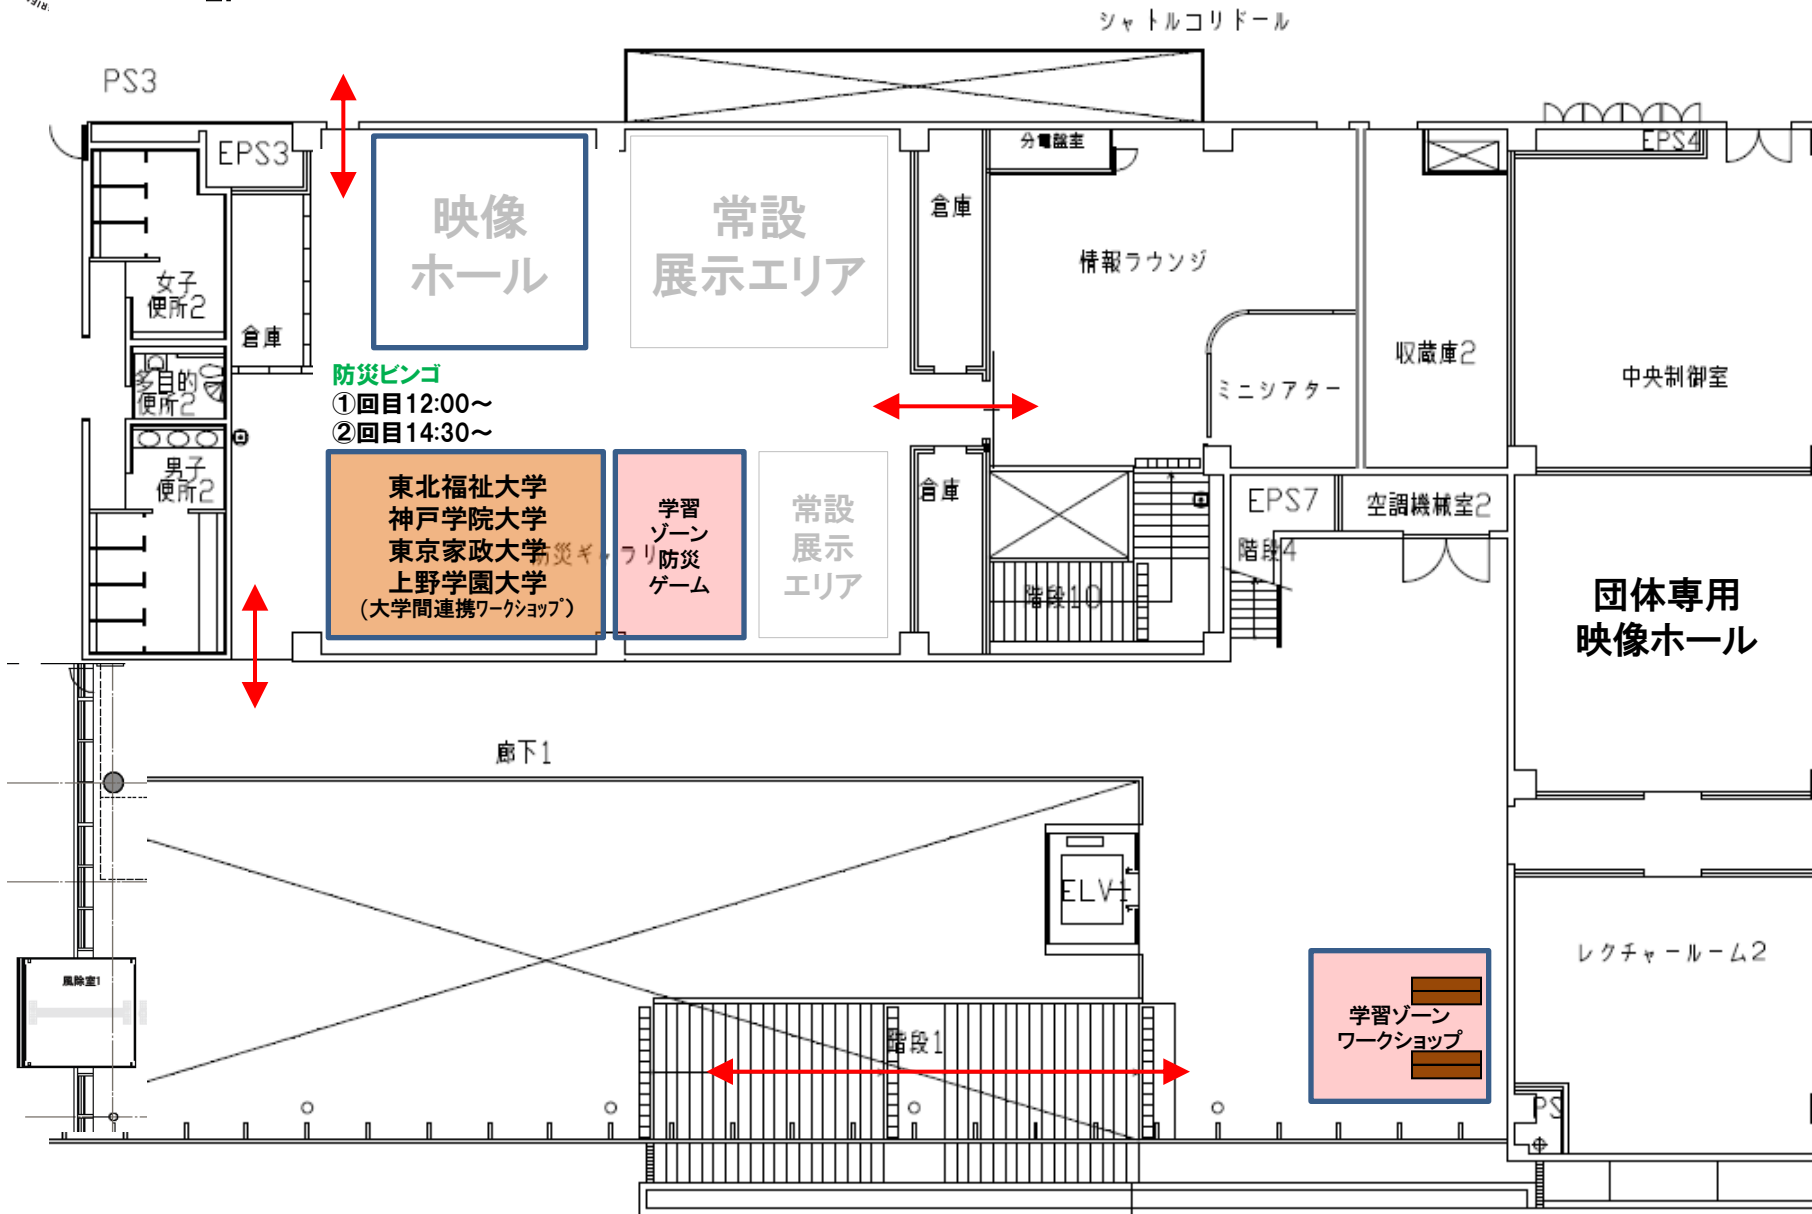 シャトルコリドール
PS3
EPS3
分電盤室
EPS4
映像
ホール
常設
展示エリア
倉庫
情報ラウンジ
女子
便所2
倉庫
収蔵庫2
中央制御室
ミニシアター
多目的
便所2
防災ビンゴ
①回目12:00～
②回目14:30～
男子
便所2
東北福祉大学
神戸学院大学
東京家政大学
上野学園大学
(大学間連携ワークショップ)
防災ギャラリ
学習
ゾーン
防災
ゲーム
常設
展示
エリア
倉庫
EPS7
空調機械室2
階段4
階段10
団体専用
映像ホール
廊下1
ELV1
レクチャールーム2
風除室1
学習ゾーン
ワークショップ
階段1
PS